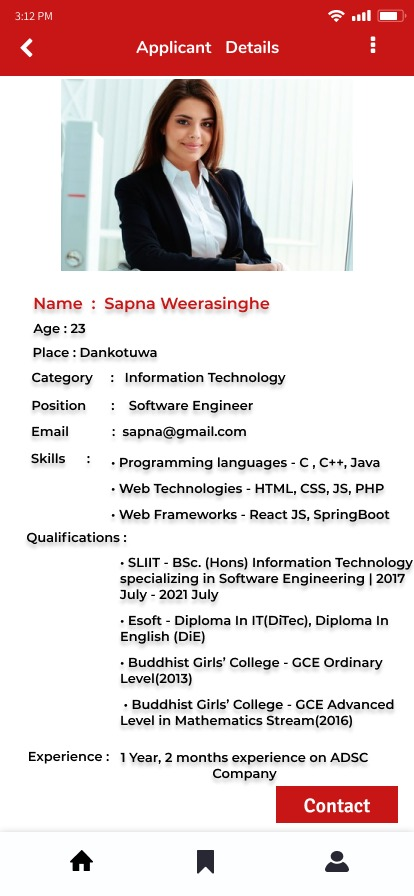 3:12 PM
Applicant Details
Name : Sapna Weerasinghe
Age : 23
Place : Dankotuwa
Category : Information Technology
Position : Software Engineer
Email : sapna@gmail.com
Skills :
• Programming languages - C , C++, Java
• Web Technologies - HTML, CSS, JS, PHP
• Web Frameworks - React JS, SpringBoot
Qualifications :
• SLIIT - BSc. (Hons) Information Technology
specializing in Software Engineering | 2017
July - 2021 July
• Esoft - Diploma In IT(DiTec), Diploma In
English (DiE)
• Buddhist Girls’ College - GCE Ordinary
Level(2013)
• Buddhist Girls’ College - GCE Advanced
Level in Mathematics Stream(2016)
Experience : 1 Year, 2 months experience on ADSC
Company
Contact